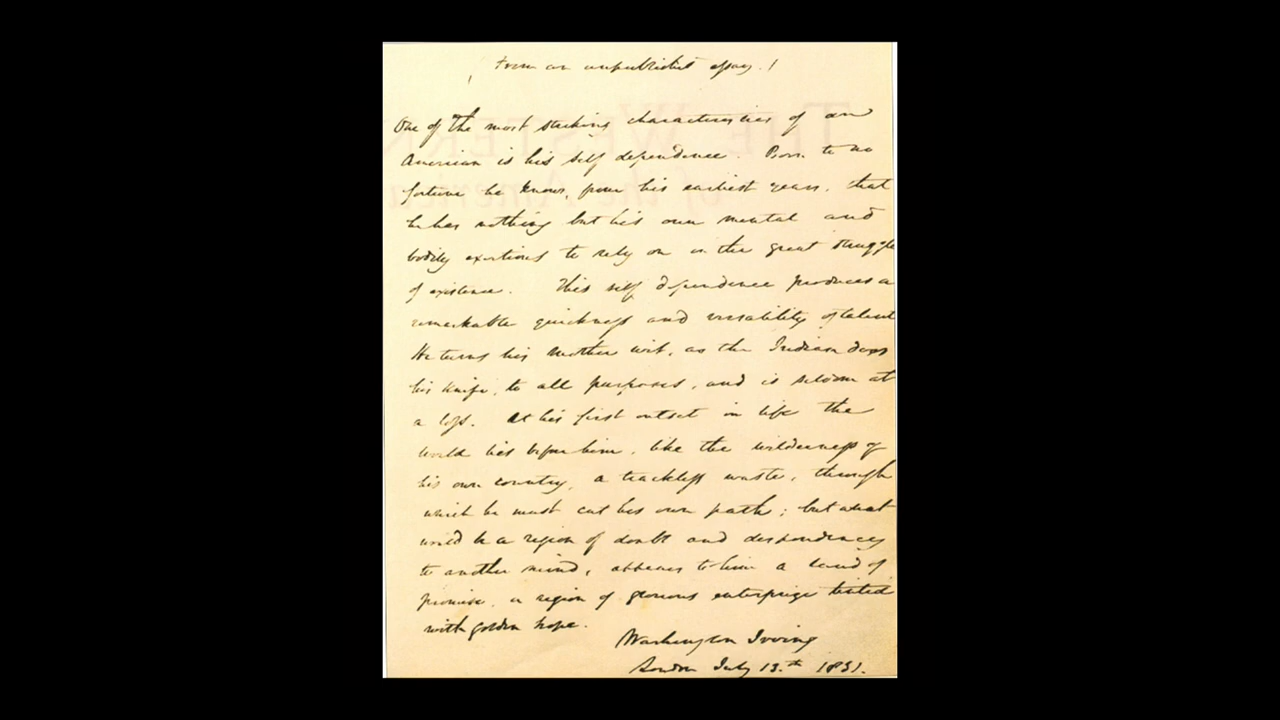 ( From an unpublished essay. )
One of the most striking characteristics of an
American is his self dependence. Born to no
fortune he knows, from his earliest years, that
he has nothing but his own mental and
bodily exertions to rely on in the great struggle
of existence. This self dependence produces a
remarkable quickness and versatility of talent
He turns his mother wit, as the Indian does
his knife, to all purposes, and is seldom at
a loss. At his first outset in life the
world lies before him, like the wilderness of
his own country, a trackless waste, through
which he must cut his own path; but what
would be a region of doubt and despondency
to another mind, appears to him a land of
promise, a region of glorious enterprize tinted
with golden hope.
Washington Irving
London July 13th 1831.
THE WESTERN
of the America